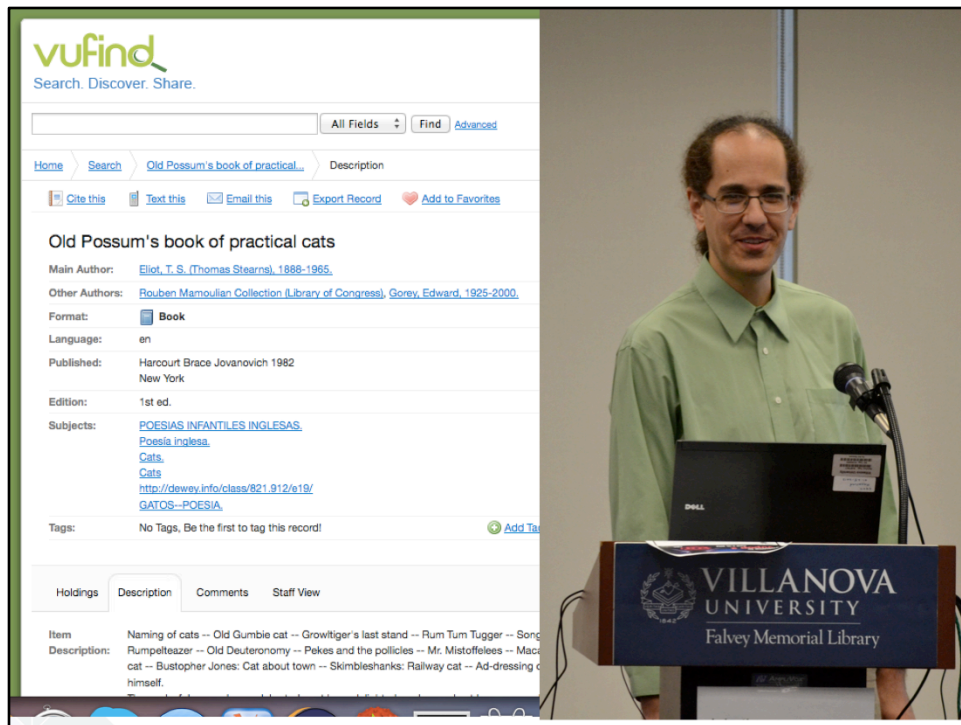 vufind
Search. Discover. Share.
All Fields Find Advanced
Home Search Old Possum's book of practical... Description
Cite this Text this Email this Export Record Add to Favorites
Old Possum's book of practical cats
Main Author: Eliot, T. S. (Thomas Stearns), 1888-1965.
Other Authors: Rouben Mamoulian Collection (Library of Congress), Gorey, Edward, 1925-2000.
Format: Book
Language: en
Published: Harcourt Brace Jovanovich 1982
New York
Edition: 1st ed.
Subjects: POESIAS INFANTILES INGLESAS.
Poesía inglesa.
Cats.
Cats
http://dewey.info/class/821.912/e19/
GATOS--POESIA.
Tags: No Tags, Be the first to tag this record! Add Ta
Holdings Description Comments Staff View
Item Naming of cats -- Old Gumbie cat -- Growltiger's last stand -- Rum Tum Tugger -- Song
Description: Rumpelteazer -- Old Deuteronomy -- Pekes and the pollicles -- Mr. Mistoffelees -- Maca
cat -- Bustopher Jones: Cat about town -- Skimbleshanks: Railway cat -- Ad-dressing
himself.
DELL
VILLANOVA
UNIVERSITY
Falvey Memorial Library
1842